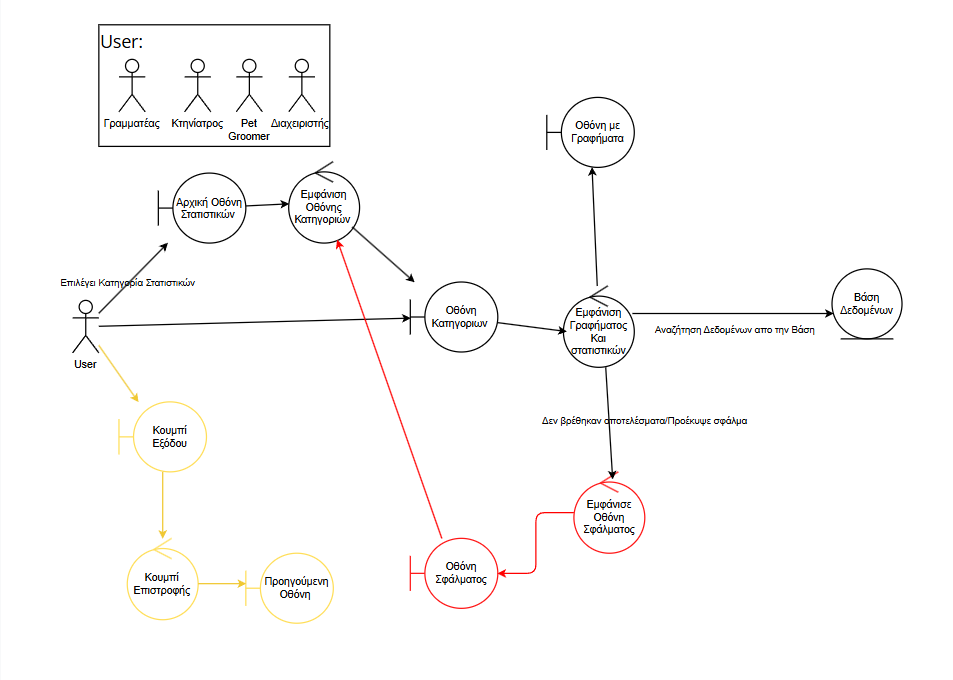 User:
Γραμματέας
Κτηνίατρος
Pet
Groomer
Διαχειριστής
Οθόνη με
Γραφήματα
Αρχική Οθόνη
Στατιστικών
Εμφάνιση
Οθόνης
Κατηγοριών
Επιλέγει Κατηγορία Στατιστικών
User
Οθόνη
Κατηγοριων
Εμφάνιση
Γραφήματος
Και
στατιστικών
Βάση
Δεδομένων
Αναζήτηση Δεδομένων απο την Βάση
Δεν βρέθηκαν αποτελέσματα/Προέκυψε σφάλμα
Κουμπί
Εξόδου
Εμφάνισε
Οθόνη
Σφάλματος
Οθόνη
Σφάλματος
Κουμπί
Επιστροφής
Προηγούμενη
Οθόνη